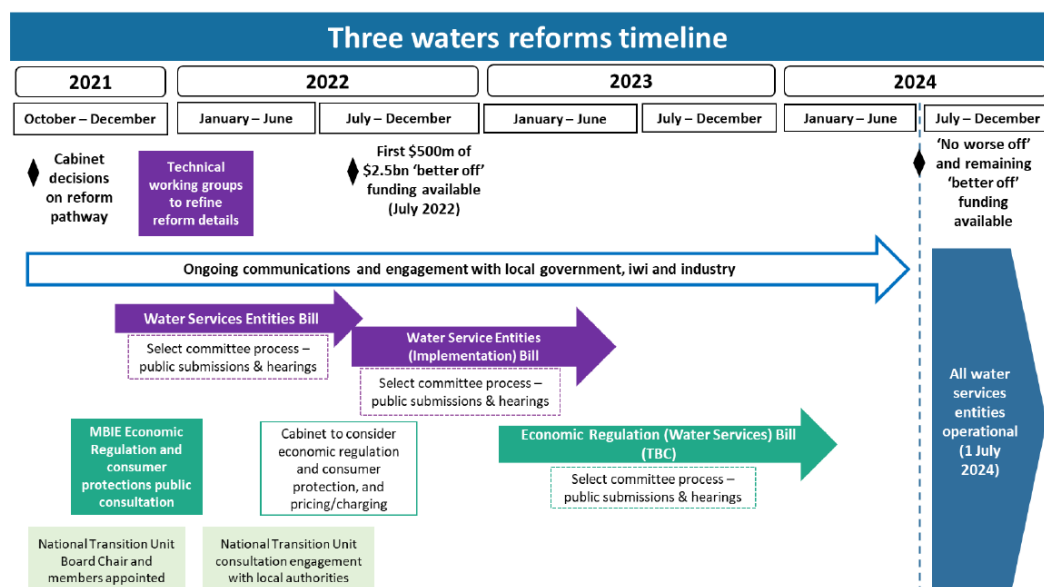 Three waters reforms timeline
2021
2022
2023
2024
October – December
January – June
July – December
January – June
July – December
January – June
July – December
Cabinet
decisions
on reform
pathway
Technical
working groups
to refine
reform details
First $500m of
$2.5bn ‘better off’
funding available
(July 2022)
‘No worse off’
and remaining
‘better off’
funding
available
Ongoing communications and engagement with local government, iwi and industry
Water Services Entities Bill
Select committee process –
public submissions & hearings
Water Service Entities
(Implementation) Bill
Select committee process –
public submissions & hearings
All water
services
entities
operational
(1 July
2024)
MBIE Economic
Regulation and
consumer
protections public
consultation
Cabinet to consider
economic regulation
and consumer
protection, and
pricing/charging
Economic Regulation (Water Services) Bill
(TBC)
Select committee process –
public submissions & hearings
National Transition Unit
Board Chair and
members appointed
National Transition Unit
consultation engagement
with local authorities